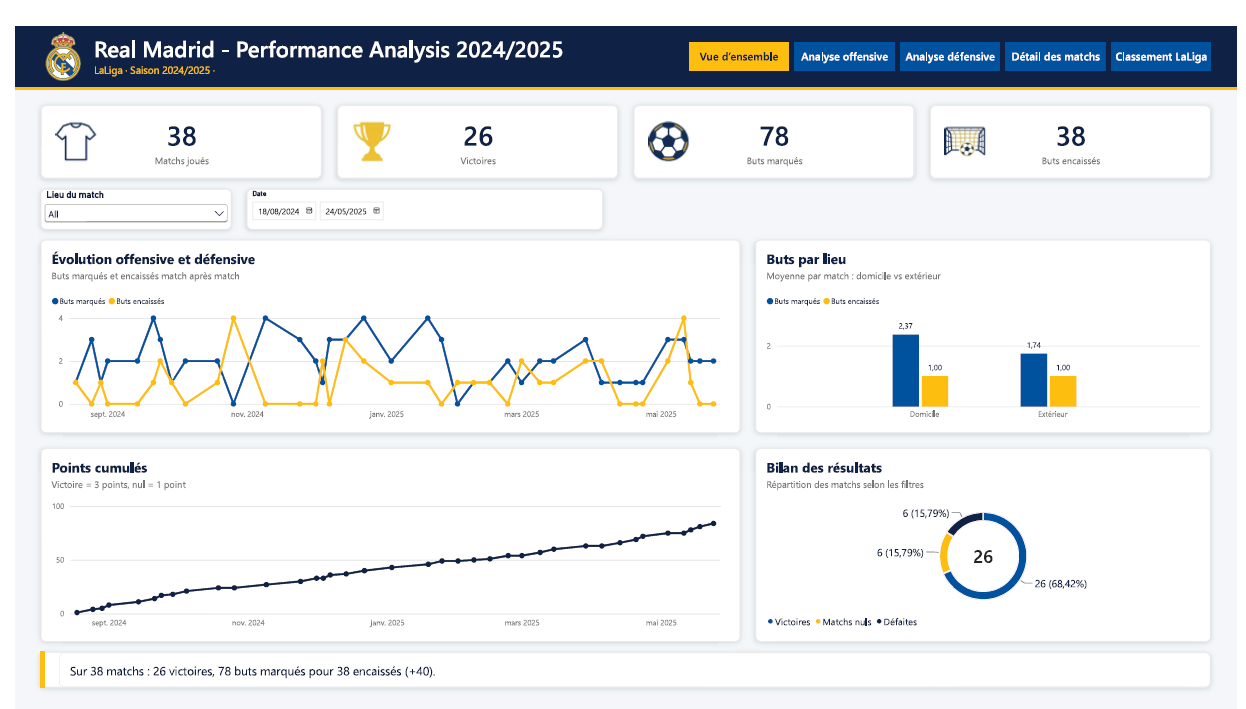 Real Madrid - Performance Analysis 2024/2025
LaLiga · Saison 2024/2025 ·
Vue d'ensemble
Analyse offensive
Analyse défensive
Détail des matchs
Classement LaLiga
38
Matchs joués
26
Victoires
78
Buts marqués
38
Buts encaissés
Lieu du match
All
Date
18/08/2024
24/05/2025
Évolution offensive et défensive
Buts marqués et encaissés match après match
Buts marqués
Buts encaissés
4
2
0
sept. 2024
nov. 2024
janv. 2025
mars 2025
mai 2025
Buts par lieu
Moyenne par match : domicile vs extérieur
Buts marqués
Buts encaissés
2
0
2,37
1,00
1,74
1,00
Domicile
Extérieur
Points cumulés
Victoire = 3 points, nul = 1 point
100
50
0
sept. 2024
nov. 2024
janv. 2025
mars 2025
mai 2025
Bilan des résultats
Répartition des matchs selon les filtres
6 (15,79%)
6 (15,79%)
26
26 (68,42%)
Victoires
Matchs nuls
Défaites
Sur 38 matchs : 26 victoires, 78 buts marqués pour 38 encaissés (+40).